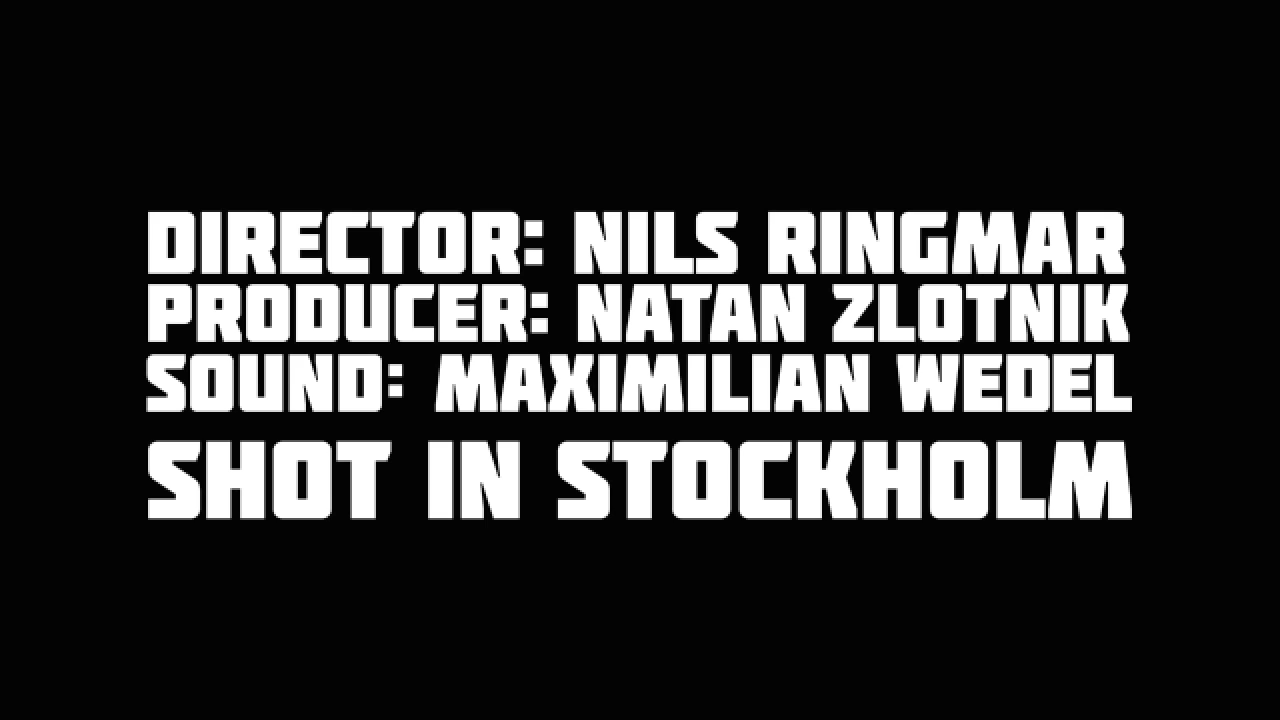 DIRECTOR: NILS RINGMAR
PRODUCER: NATAN ZLOTNIK
SOUND: MAXIMILIAN WEDEL
SHOT IN STOCKHOLM